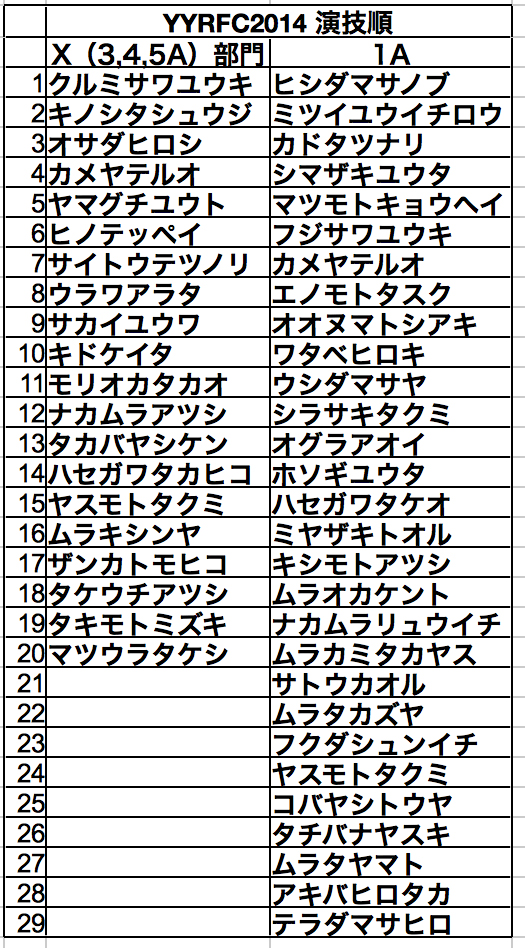 YYRFC2014 演技順
X（3,4,5A）部門 1A
1 クルミサワユウキ ヒシダマサノブ
2 キノシタシュウジ ミツイユウイチロウ
3 オサダヒロシ カドタツナリ
4 カメヤテルオ シマザキユウタ
5 ヤマグチユウト マツモトキョウヘイ
6 ヒノテッペイ フジサワユウキ
7 サイトウテツノリ カメヤテルオ
8 ウラワアラタ エノモトタスク
9 サカイユウワ オオヌマトシアキ
10 キドケイタ ワタベヒロキ
11 モリオカタカオ ウシダマサヤ
12 ナカムラアツシ シラサキタクミ
13 タカバヤシケン オグラアオイ
14 ハセガワタカヒコ ホソギユウタ
15 ヤスモトタクミ ハセガワタケオ
16 ムラキシンヤ ミヤザキトオル
17 ザンカトモヒコ キシモトアツシ
18 タケウチアツシ ムラオカケント
19 タキモトミズキ ナカムラリュウイチ
20 マツウラタケシ ムラカミタカヤス
21 サトウカオル
22 ムラタカズヤ
23 フクダシュンイチ
24 ヤスモトタクミ
25 コバヤシトウヤ
26 タチバナヤスキ
27 ムラタヤマト
28 アキバヒロタカ
29 テラダマサヒロ